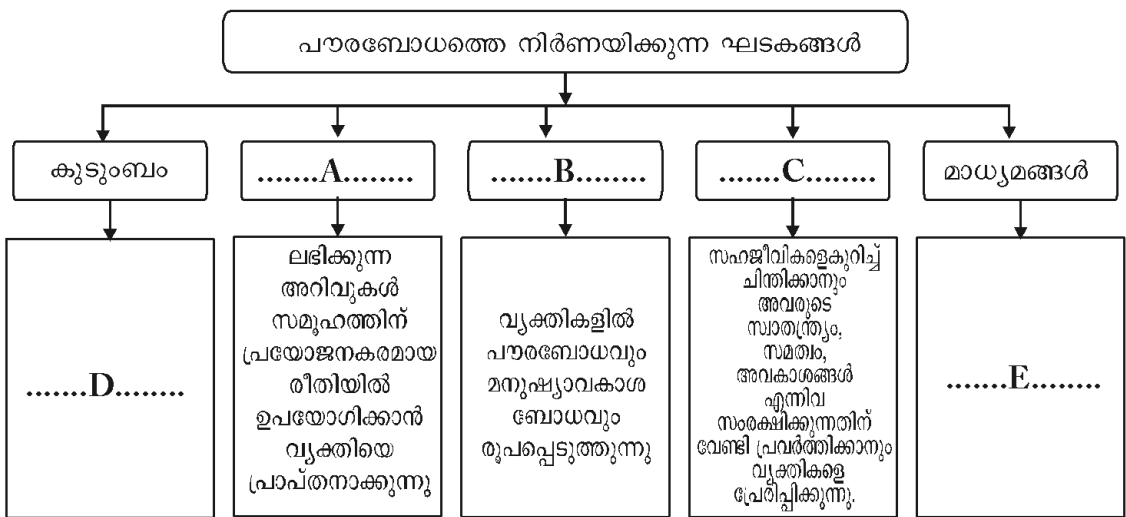 പൗരബോധത്തെ നിർണയിക്കുന്ന ഘടകങ്ങൾ
കുടുംബം
.......A........
.......B........
.......C........
മാധ്യമങ്ങൾ
.......D........
ലഭിക്കുന്ന
അറിവുകൾ
സമൂഹത്തിന്
പ്രയോജനകരമായ
രീതിയിൽ
ഉപയോഗിക്കാൻ
വ്യക്തിയെ
പ്രാപ്തനാക്കുന്നു
വ്യക്തികളിൽ
പൗരബോധവും
മനുഷ്യാവകാശ
ബോധവും
രൂപപ്പെടുത്തുന്നു
സഹജീവികളെകുറിച്ച്
ചിന്തിക്കാനും
അവരുടെ
സ്വാതന്ത്ര്യം,
സമത്വം,
അവകാശങ്ങൾ
എന്നിവ
സംരക്ഷിക്കുന്നതിന്
വേണ്ടി പ്രവർത്തിക്കാനും
വ്യക്തികളെ
പ്രേരിപ്പിക്കുന്നു.
.......E........